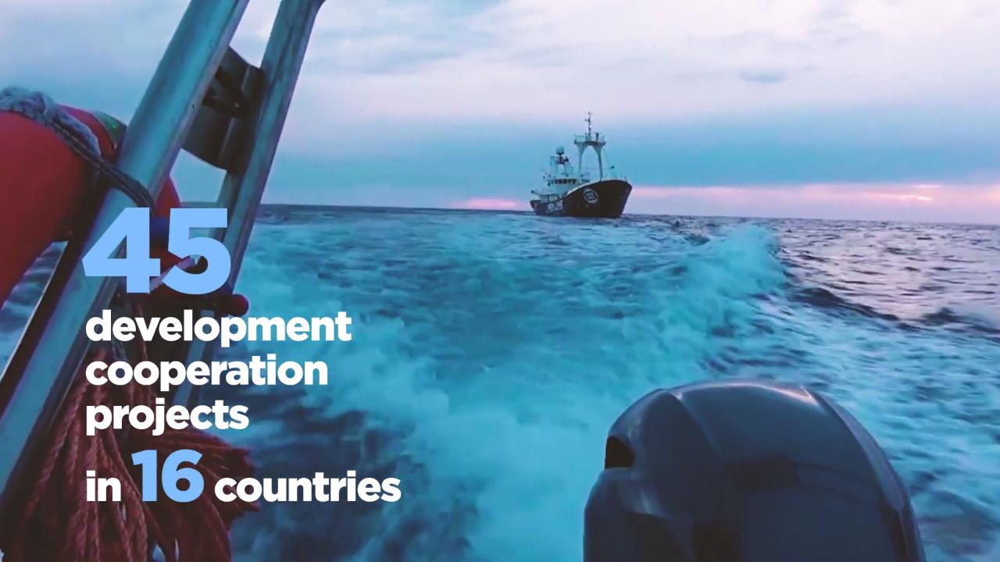 45
development
cooperation
projects
in 16 countries